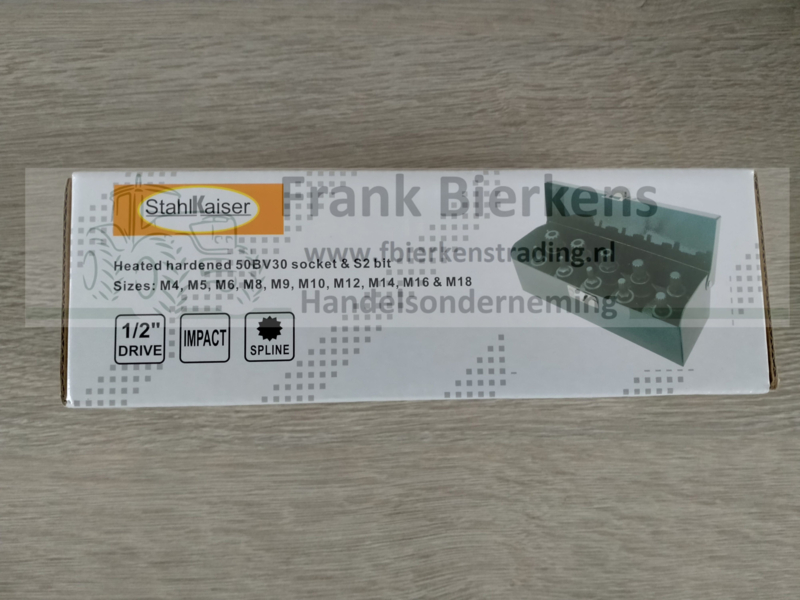 StahlKaiser
Frank Bierkens
www.fbierkenstrading.nl
Handelsonderneming
Heated hardened 50BV30 socket & S2 bit
Sizes: M4, M5, M6, M8, M9, M10, M12, M14, M16 & M18
1/2" DRIVE
IMPACT
SPLINE